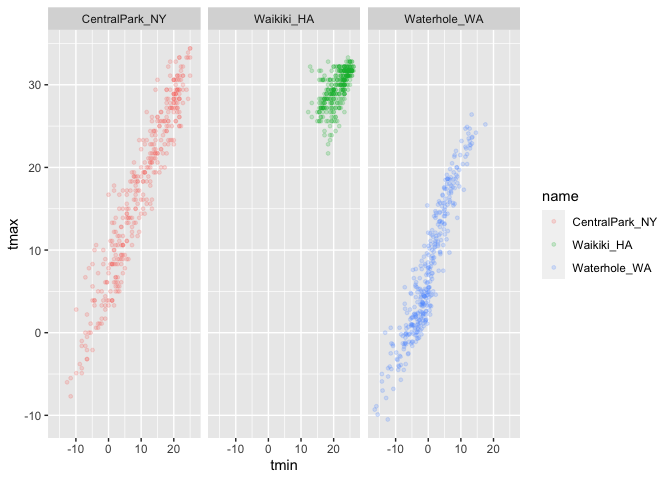 CentralPark_NY Waikiki_HA Waterhole_WA
tmax
30
20
10
0
-10
-10 0 10 20 -10 0 10 20 -10 0 10 20
tmin
name
CentralPark_NY
Waikiki_HA
Waterhole_WA